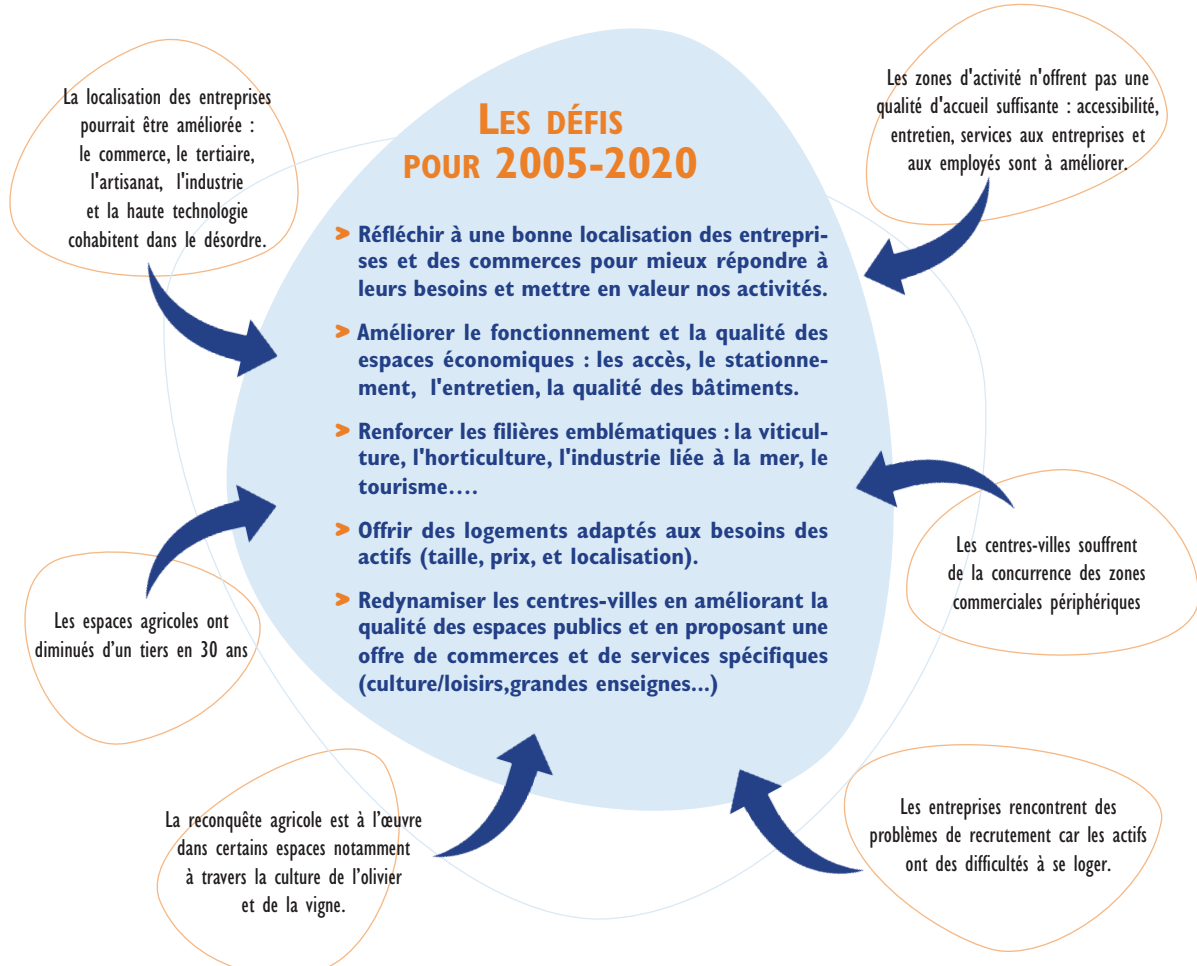 La localisation des entreprises
pourrait être améliorée :
le commerce, le tertiaire,
l'artisanat, l'industrie
et la haute technologie
cohabitent dans le désordre.
Les zones d'activité n'offrent pas une
qualité d'accueil suffisante : accessibilité,
entretien, services aux entreprises et
aux employés sont à améliorer.
LES DÉFIS
POUR 2005-2020
> Réfléchir à une bonne localisation des entrepri-
ses et des commerces pour mieux répondre à
leurs besoins et mettre en valeur nos activités.
> Améliorer le fonctionnement et la qualité des
espaces économiques : les accès, le stationne-
ment, l'entretien, la qualité des bâtiments.
> Renforcer les filières emblématiques : la viticul-
ture, l'horticulture, l'industrie liée à la mer, le
tourisme....
> Offrir des logements adaptés aux besoins des
actifs (taille, prix, et localisation).
> Redynamiser les centres-villes en améliorant la
qualité des espaces publics et en proposant une
offre de commerces et de services spécifiques
(culture/loisirs,grandes enseignes...)
Les centres-villes souffrent
de la concurrence des zones
commerciales périphériques
Les espaces agricoles ont
diminués d'un tiers en 30 ans
La reconquête agricole est à l'œuvre
dans certains espaces notamment
à travers la culture de l'olivier
et de la vigne.
Les entreprises rencontrent des
problèmes de recrutement car les actifs
ont des difficultés à se loger.